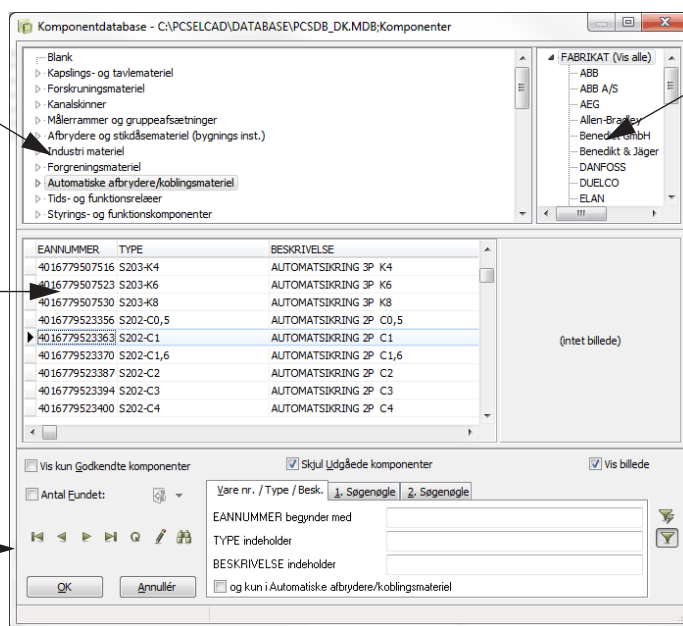 Komponentdatabase - C:\PCSELCAD\DATABASE\PCSDB_DK.MDB;Komponenter
Blank
Kapslings- og tavlemateriel
Forskruningsmateriel
Kanalskinner
Målerrammer og gruppeafsætninger
Afbrydere og stikdåsemateriel (bygnings inst.)
Industri materiel
Forgreningsmateriel
Automatiske afbrydere/koblingsmateriel
Tids- og funktionsrelæer
Styrings- og funktionskomponenter
FABRIKAT (Vis alle)
ABB
ABB A/S
AEG
Allen-Bradley
Benedict GmbH
Benedikt & Jäger
DANFOSS
DUELCO
ELAN
EANNUMMER TYPE BESKRIVELSE
4016779507516 S203-K4 AUTOMATSIKRING 3P K4
4016779507523 S203-K6 AUTOMATSIKRING 3P K6
4016779507530 S203-K8 AUTOMATSIKRING 3P K8
4016779523356 S202-C0,5 AUTOMATSIKRING 2P C0,5
4016779523363 S202-C1 AUTOMATSIKRING 2P C1
4016779523370 S202-C1,6 AUTOMATSIKRING 2P C1,6
4016779523387 S202-C2 AUTOMATSIKRING 2P C2
4016779523394 S202-C3 AUTOMATSIKRING 2P C3
4016779523400 S202-C4 AUTOMATSIKRING 2P C4
(intet billede)
Vis kun Godkendte komponenter
Skjul Udgåede komponenter
Vis billede
Antal Fundet:
Vare nr. / Type / Besk. 1. Søgenøgle 2. Søgenøgle
EANNUMMER begynder med
TYPE indeholder
BESKRIVELSE indeholder
og kun i Automatiske afbrydere/koblingsmateriel
OK
Annullér